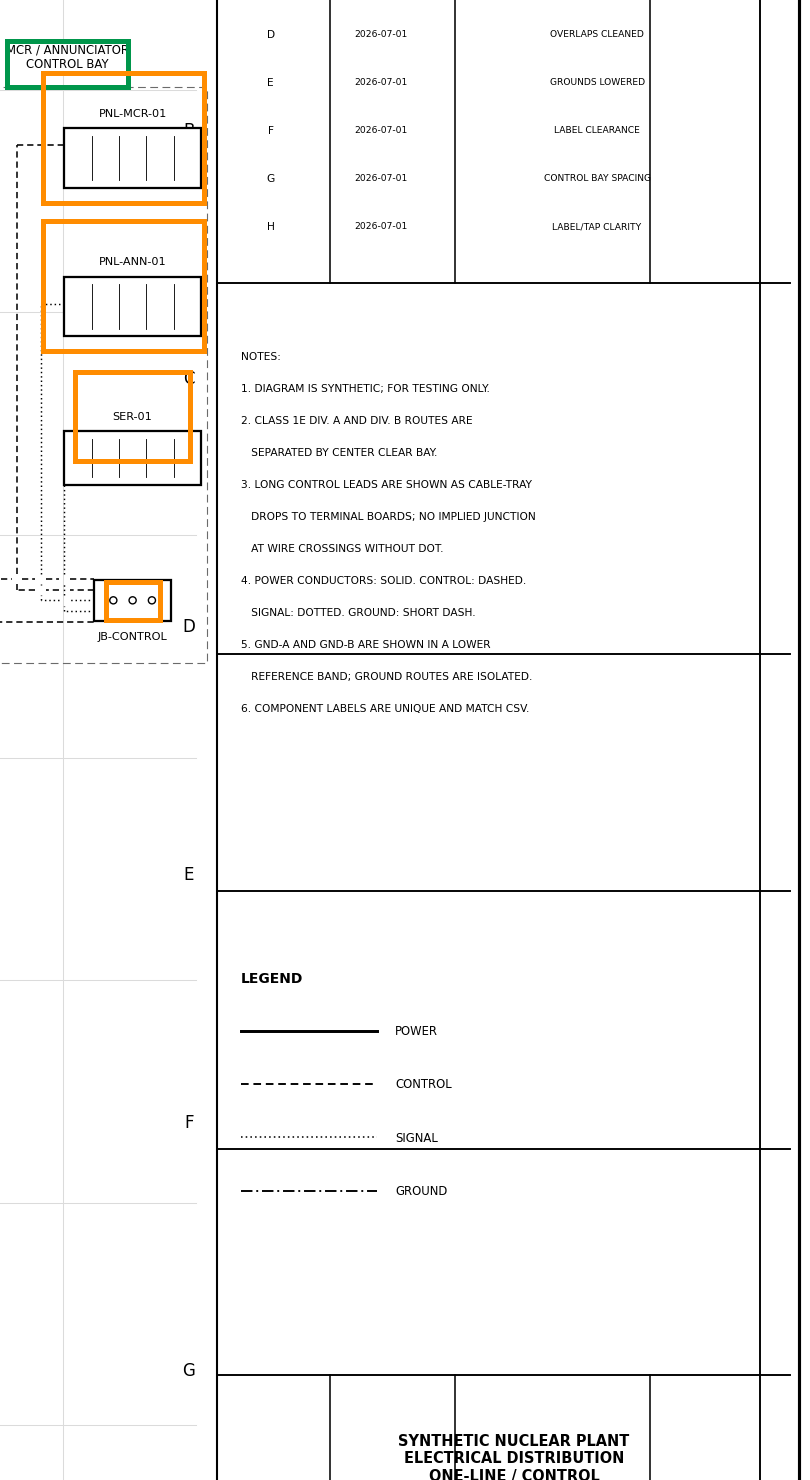 MCR / ANNUNCIATOR
CONTROL BAY
PNL-MCR-01
B
PNL-ANN-01
C
SER-01
JB-CONTROL
D
E
F
G
D 2026-07-01 OVERLAPS CLEANED
E 2026-07-01 GROUNDS LOWERED
F 2026-07-01 LABEL CLEARANCE
G 2026-07-01 CONTROL BAY SPACING
H 2026-07-01 LABEL/TAP CLARITY
NOTES:
1. DIAGRAM IS SYNTHETIC; FOR TESTING ONLY.
2. CLASS 1E DIV. A AND DIV. B ROUTES ARE
SEPARATED BY CENTER CLEAR BAY.
3. LONG CONTROL LEADS ARE SHOWN AS CABLE-TRAY
DROPS TO TERMINAL BOARDS; NO IMPLIED JUNCTION
AT WIRE CROSSINGS WITHOUT DOT.
4. POWER CONDUCTORS: SOLID. CONTROL: DASHED.
SIGNAL: DOTTED. GROUND: SHORT DASH.
5. GND-A AND GND-B ARE SHOWN IN A LOWER
REFERENCE BAND; GROUND ROUTES ARE ISOLATED.
6. COMPONENT LABELS ARE UNIQUE AND MATCH CSV.
LEGEND
POWER
CONTROL
SIGNAL
GROUND
SYNTHETIC NUCLEAR PLANT
ELECTRICAL DISTRIBUTION
ONE-LINE / CONTROL